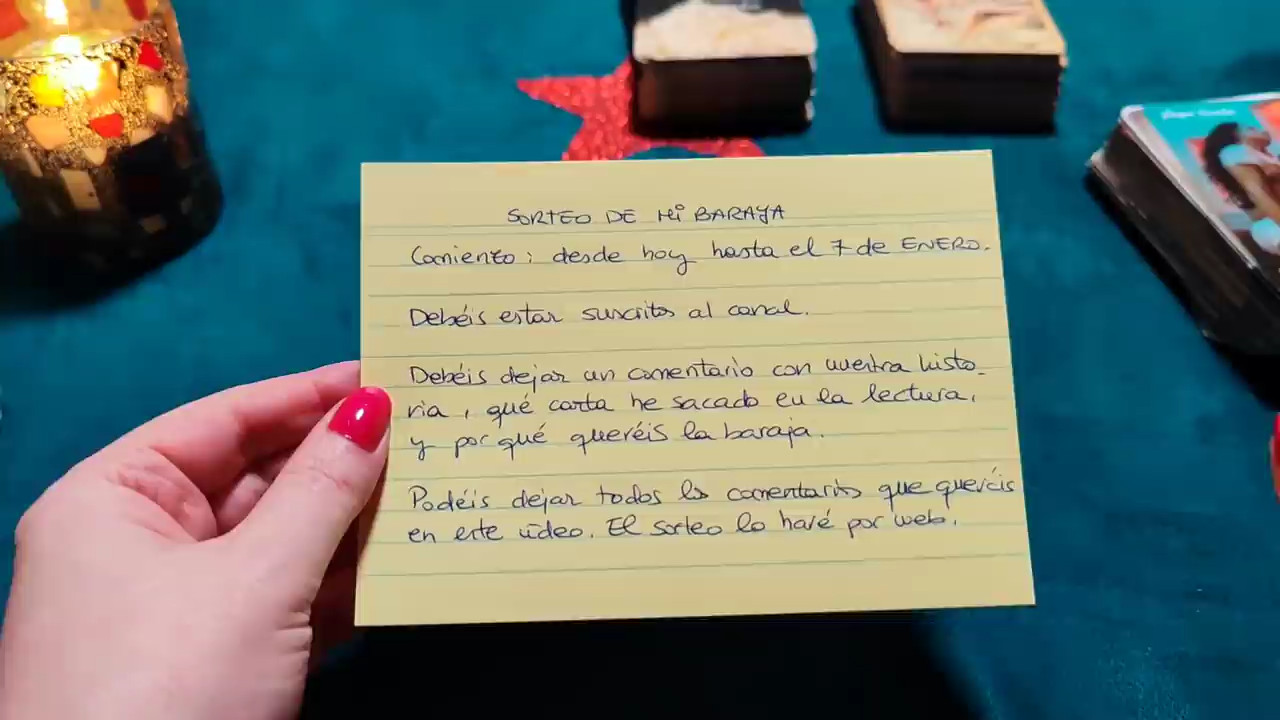 SORTEO DE Mi BARAJA
Comienzo: desde hoy hasta el 7 de ENERO.
Debéis estar suscritos al canal.
Debéis dejar un comentario con vuestra histo-
ria, qué carta he sacado en la lectura,
y por qué queréis la baraja.
Podéis dejar todos los comentarios que queréis
en este vídeo. El sorteo lo haré por web.